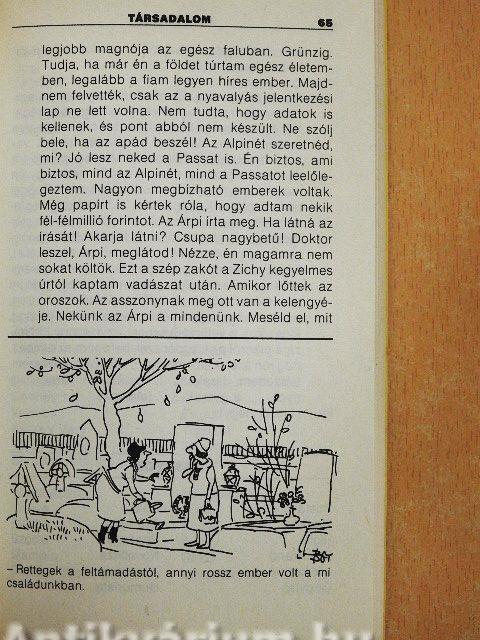 TÁRSADALOM 65
legjobb magnója az egész faluban. Grünzig.
Tudja, ha már én a földet túrtam egész életem-
ben, legalább a fiam legyen híres ember. Majd-
nem felvették, csak az a nyavalyás jelentkezési
lap ne lett volna. Nem tudta, hogy adatok is
kellenek, és pont abból nem készült. Ne szólj
bele, ha az apád beszél! Az Alpinét szeretnéd,
mi? Jó lesz neked a Passat is. Én biztos, ami
biztos, mind az Alpinét, mind a Passatot leelőle-
geztem. Nagyon megbízható emberek voltak.
Még papírt is kértek róla, hogy adtam nekik
fél-félmillió forintot. Az Árpi írta meg. Ha látná az
írását! Akarja látni? Csupa nagybetű! Doktor
leszel, Árpi, meglátod! Nézze, én magamra nem
sokat költök. Ezt a szép zakót a Zichy kegyelmes
úrtól kaptam vadászat után. Amikor lőttek az
oroszok. Az asszonynak meg ott van a kelengyé-
je. Nekünk az Árpi a mindenünk. Meséld el, mit
– Rettegek a feltámadástól, annyi rossz ember volt a mi
családunkban.
Antikvárium.hu